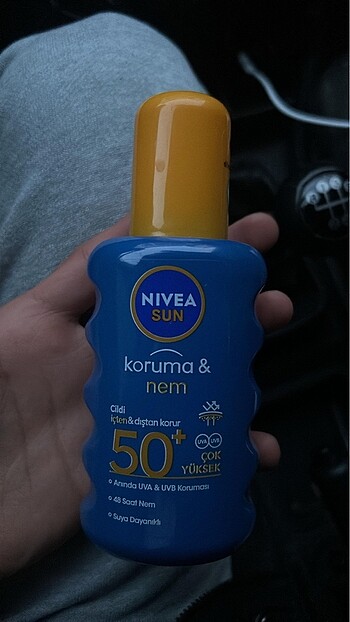 NIVEA
SUN
koruma &
nem
Cildi
içten & dıştan korur
50+
UVA UVB
ÇOK
YÜKSEK
Anında UVA & UVB Koruması
48 Saat Nem
Suya Dayanıklı